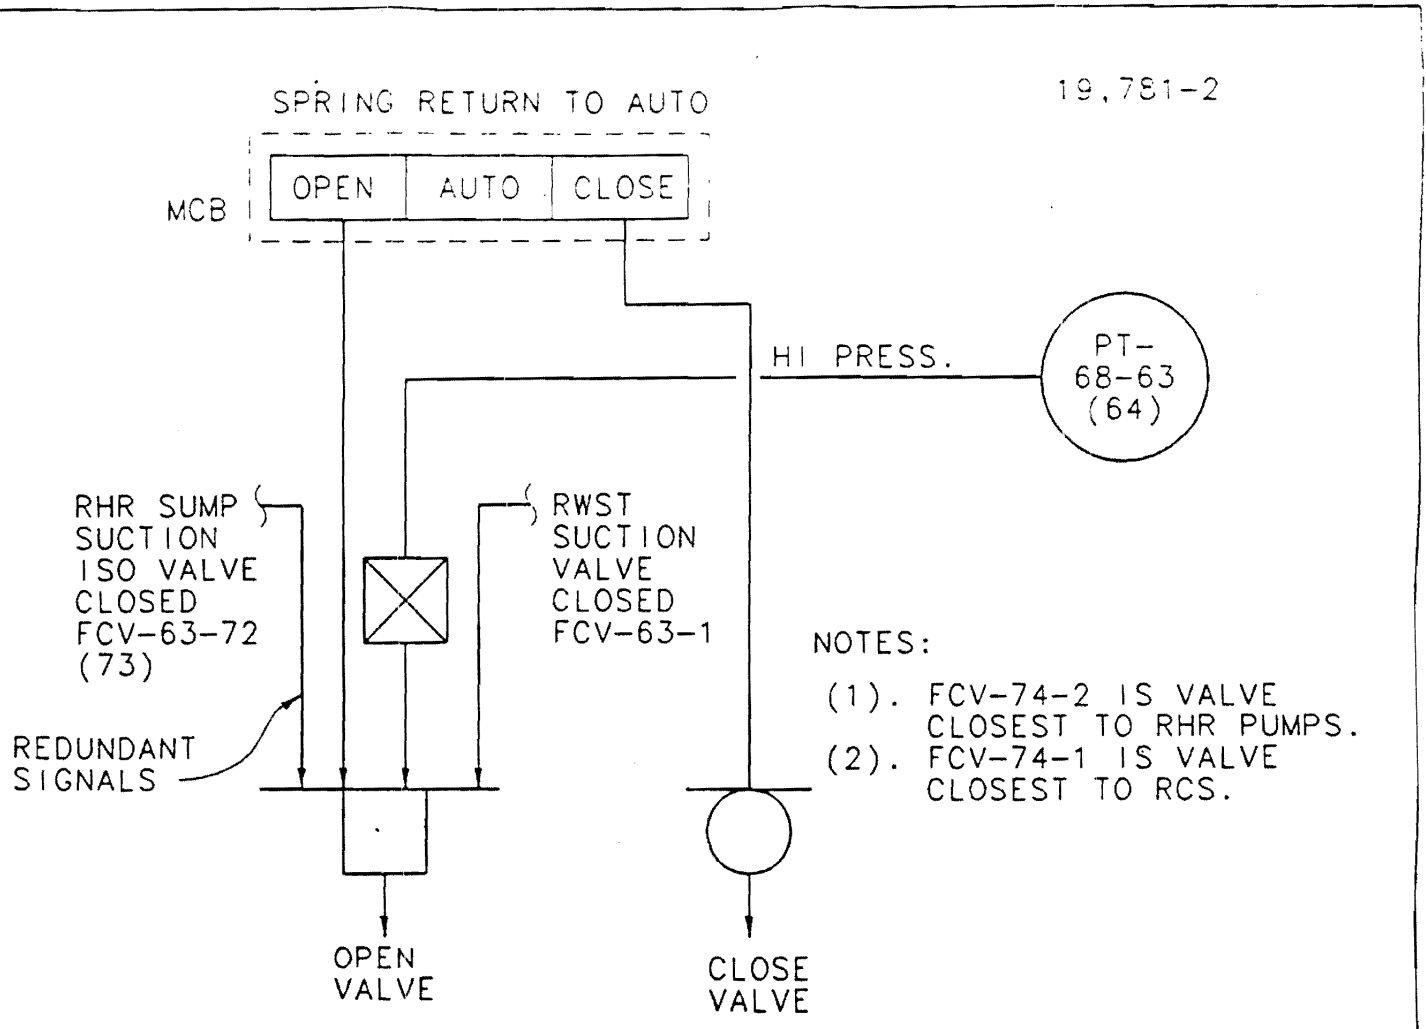 19,781-2
SPRING RETURN TO AUTO
OPEN AUTO CLOSE
MCB
HI PRESS.
PT-
68-63
(64)
RHR SUMP
SUCTION
ISO VALVE
CLOSED
FCV-63-72
(73)
RWST
SUCTION
VALVE
CLOSED
FCV-63-1
REDUNDANT
SIGNALS
NOTES:
(1). FCV-74-2 IS VALVE
CLOSEST TO RHR PUMPS.
(2). FCV-74-1 IS VALVE
CLOSEST TO RCS.
OPEN
VALVE
CLOSE
VALVE